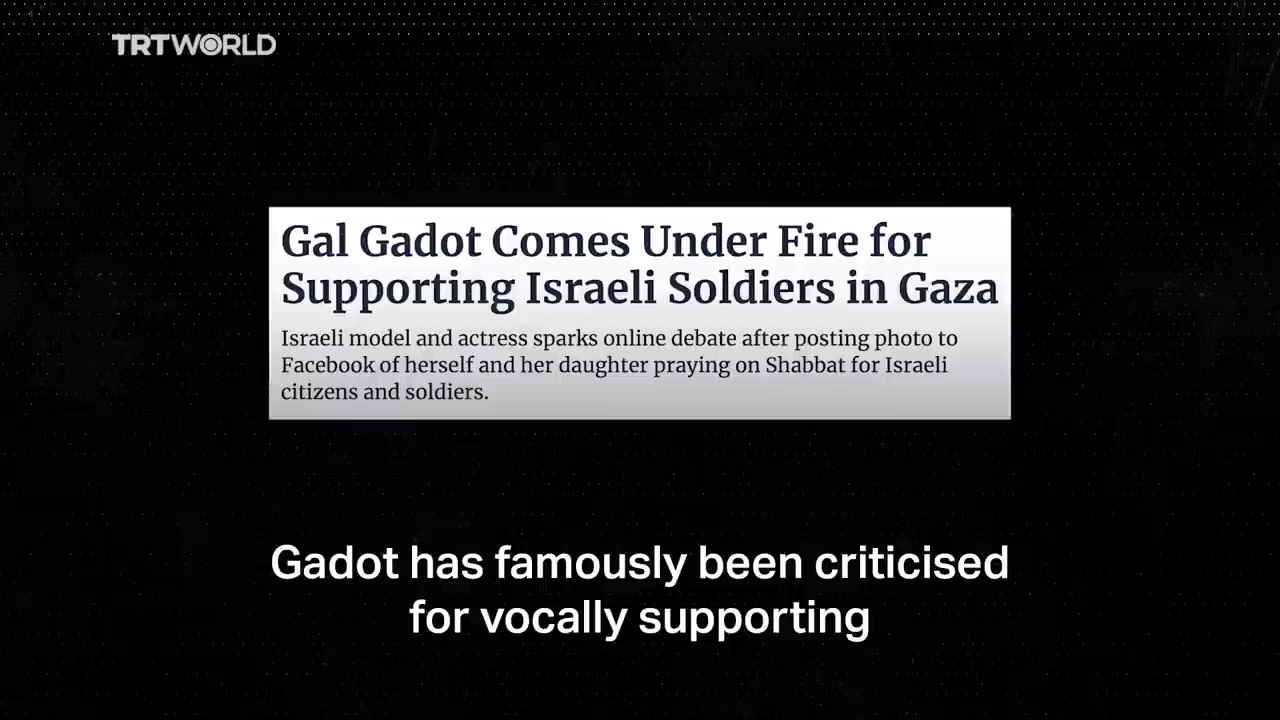 TRT WORLD
Gal Gadot Comes Under Fire for
Supporting Israeli Soldiers in Gaza
Israeli model and actress sparks online debate after posting photo to
Facebook of herself and her daughter praying on Shabbat for Israeli
citizens and soldiers.
Gadot has famously been criticised
for vocally supporting